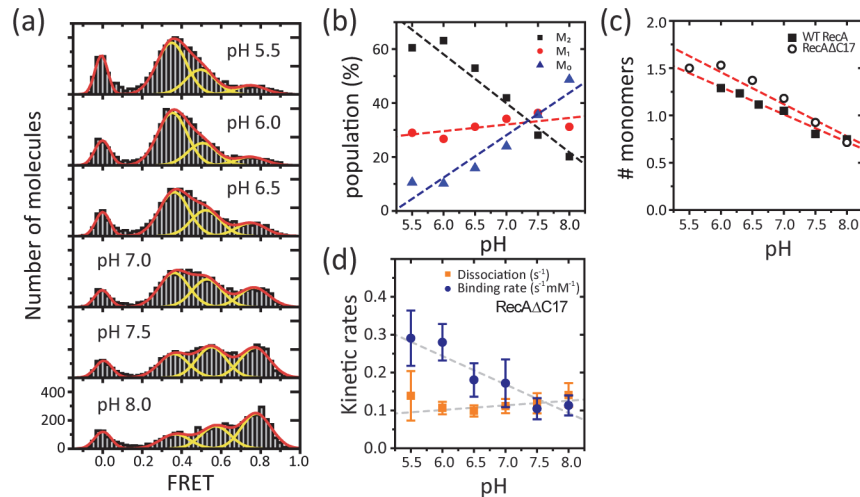 (a)
Number of molecules
pH 5.5
pH 6.0
pH 6.5
pH 7.0
pH 7.5
pH 8.0
400
200
0
0.0 0.2 0.4 0.6 0.8 1.0
FRET
(b)
population (%)
60
40
20
0
M₂
M₁
M₀
5.5 6.0 6.5 7.0 7.5 8.0
pH
(c)
# monomers
2.0
1.5
1.0
0.5
0.0
WT RecA
RecAΔC17
5.5 6.0 6.5 7.0 7.5 8.0
pH
(d)
Kinetic rates
0.4
0.3
0.2
0.1
0.0
Dissociation (s⁻¹)
Binding rate (s⁻¹mM⁻¹)
RecAΔC17
5.5 6.0 6.5 7.0 7.5 8.0
pH